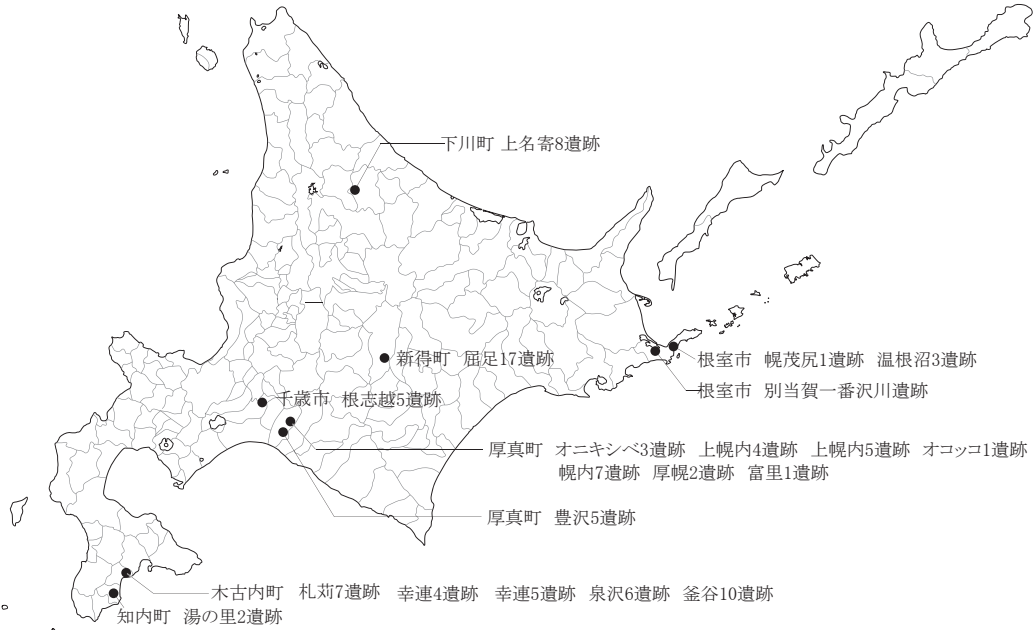 下川町 上名寄8遺跡
新得町 屈足17遺跡
根室市 幌茂尻1遺跡 温根沼3遺跡
根室市 別当賀一番沢川遺跡
千歳市 根志越5遺跡
厚真町 オニキシベ3遺跡 上幌内4遺跡 上幌内5遺跡 オコッコ1遺跡
幌内7遺跡 厚幌2遺跡 富里1遺跡
厚真町 豊沢5遺跡
木古内町 札苅7遺跡 幸連4遺跡 幸連5遺跡 泉沢6遺跡 釜谷10遺跡
知内町 湯の里2遺跡